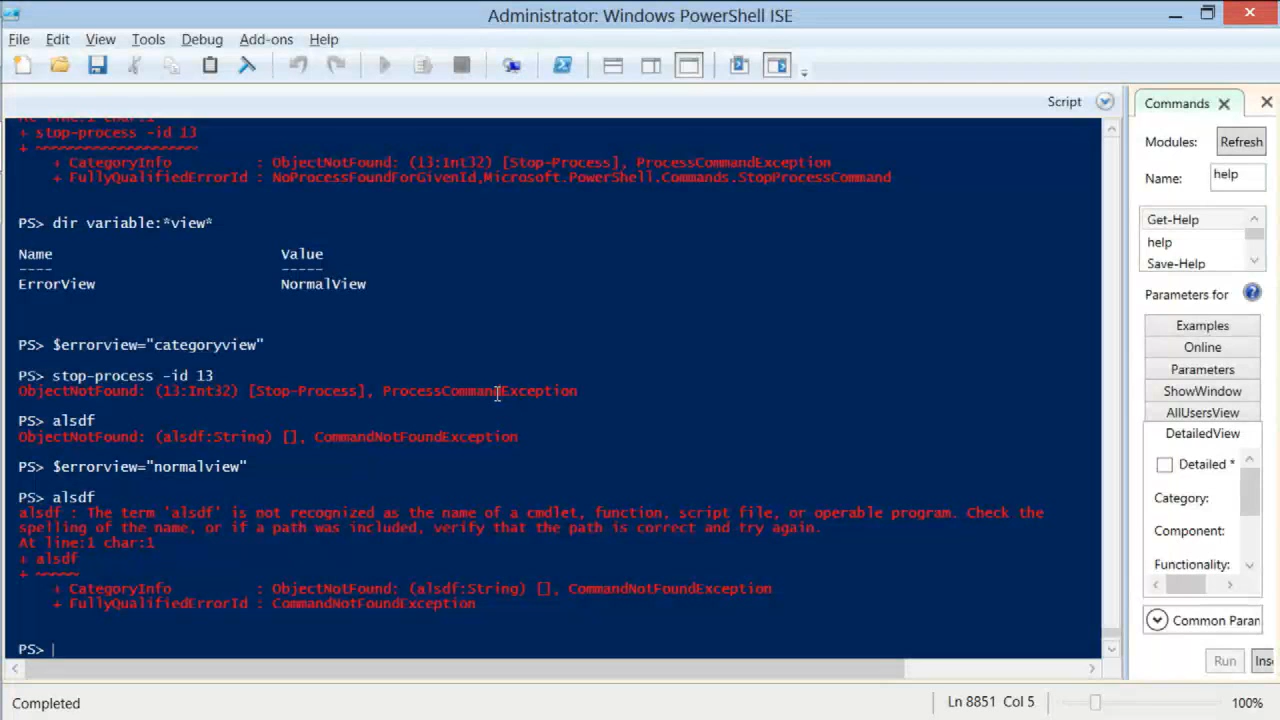 Administrator: Windows PowerShell ISE
File Edit View Tools Debug Add-ons Help
Script
+ stop-process -id 13
+ ~~~~~~~~~~~~~~~~~~~~~
+ CategoryInfo : ObjectNotFound: (13:Int32) [Stop-Process], ProcessCommandException
+ FullyQualifiedErrorId : NoProcessFoundForGivenId,Microsoft.PowerShell.Commands.StopProcessCommand
PS> dir variable:*view*
Name Value
---- -----
ErrorView NormalView
PS> $errorview="categoryview"
PS> stop-process -id 13
ObjectNotFound: (13:Int32) [Stop-Process], ProcessCommandException
PS> alsdf
ObjectNotFound: (alsdf:String) [], CommandNotFoundException
PS> $errorview="normalview"
PS> alsdf
alsdf : The term 'alsdf' is not recognized as the name of a cmdlet, function, script file, or operable program. Check the
spelling of the name, or if a path was included, verify that the path is correct and try again.
At line:1 char:1
+ alsdf
+ ~~~~~
+ CategoryInfo : ObjectNotFound: (alsdf:String) [], CommandNotFoundException
+ FullyQualifiedErrorId : CommandNotFoundException
PS>
Commands
Modules: Refresh
Name: help
Get-Help
help
Save-Help
Parameters for
Examples
Online
Parameters
ShowWindow
AllUsersView
DetailedView
Detailed *
Category:
Component:
Functionality:
Common Param
Run Ins
Completed
Ln 8851 Col 5
100%